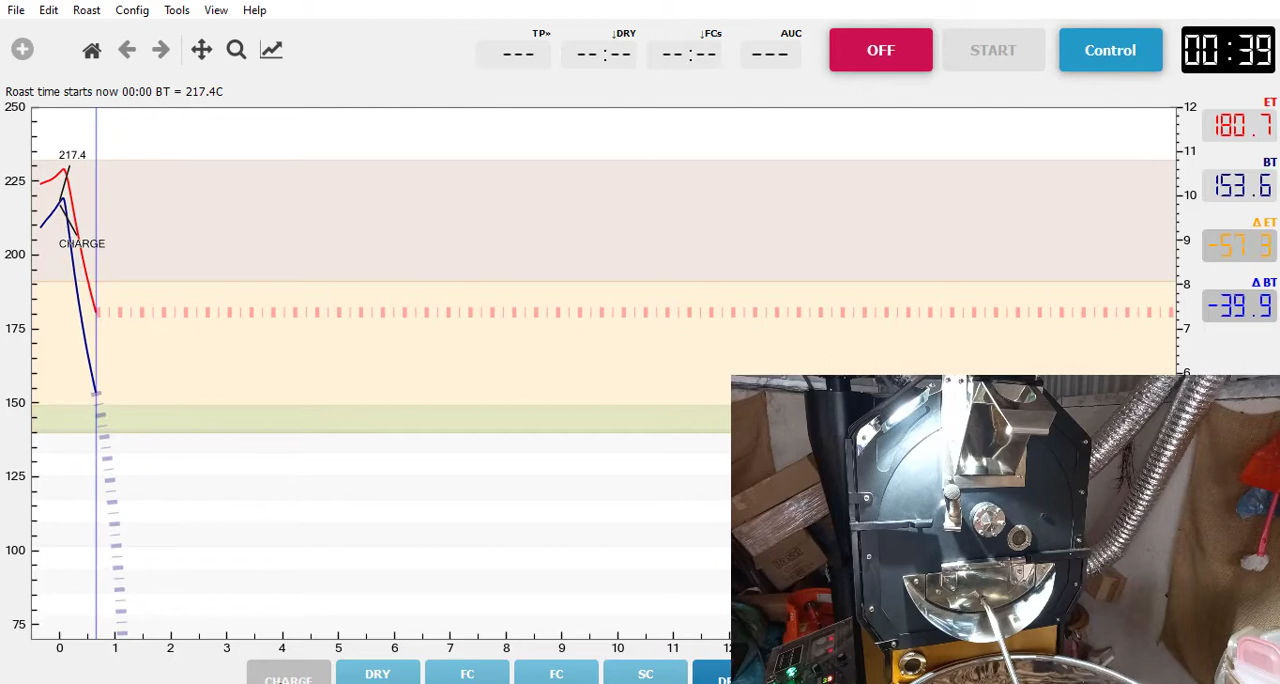 File Edit Roast Config Tools View Help
TP» ↓DRY ↓FCs AUC
--- --:-- --:-- ---
OFF START Control 00:39
Roast time starts now 00:00 BT = 217.4C
250 12
ET
180.7
11
217.4
BT
225 10
153.6
ΔET
CHARGE 9
-57.3
200
8 ΔBT
-39.9
175 7
6
150
125
100
75
0 1 2 3 4 5 6 7 8 9 10 11
CHARGE DRY FC FC SC